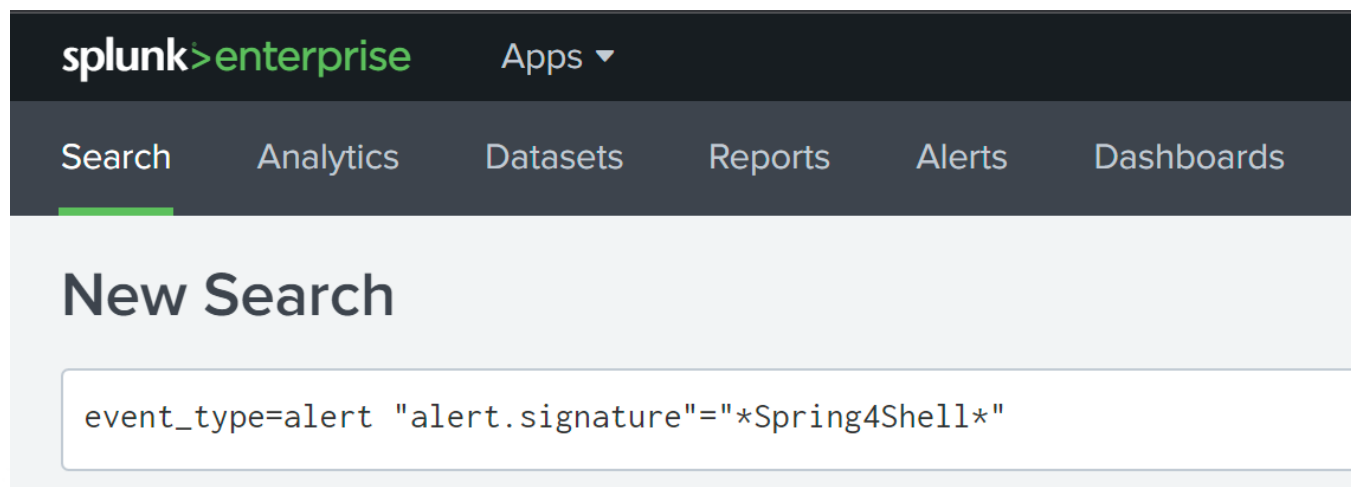 splunk>enterprise Apps
Search Analytics Datasets Reports Alerts Dashboards
New Search
event_type=alert "alert.signature"="*Spring4Shell*"